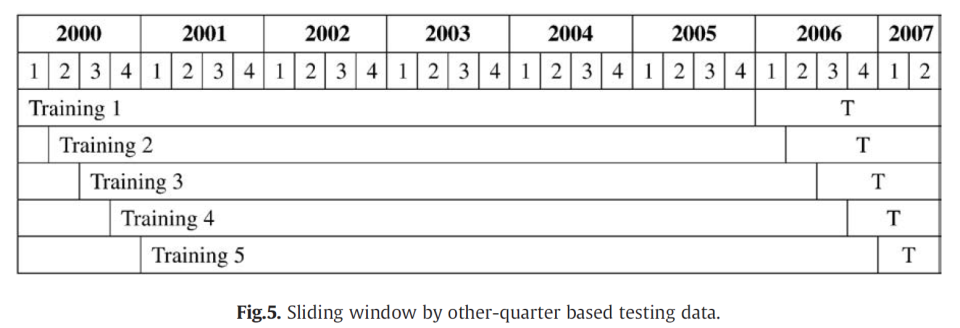 2000 2001 2002 2003 2004 2005 2006 2007
1 2 3 4 1 2 3 4 1 2 3 4 1 2 3 4 1 2 3 4 1 2 3 4 1 2 3 4 1 2
Training 1 T
Training 2 T
Training 3 T
Training 4 T
Training 5 T
Fig.5. Sliding window by other-quarter based testing data.